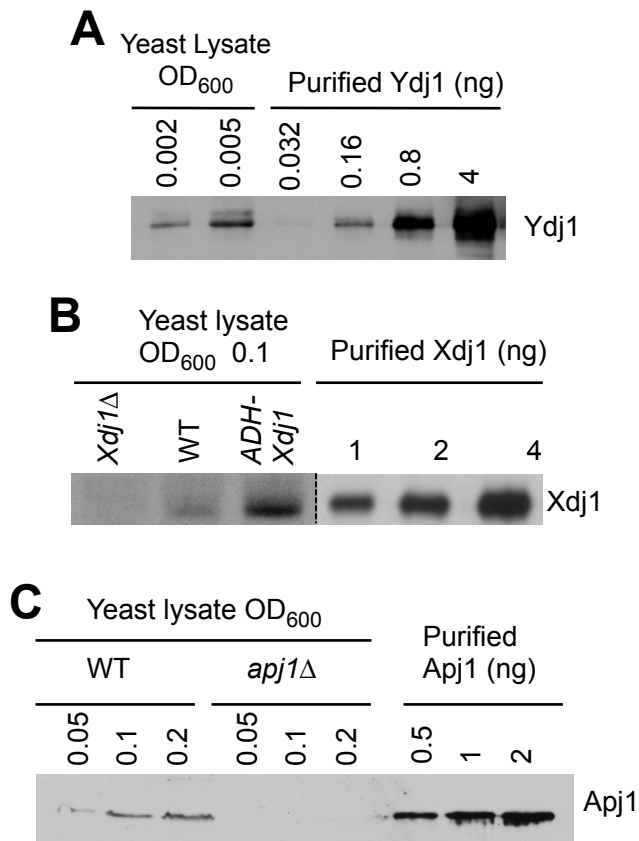 A
Yeast Lysate
OD600
Purified Ydj1 (ng)
0.002
0.005
0.032
0.16
0.8
4
Ydj1
B
Yeast lysate
OD600 0.1
Purified Xdj1 (ng)
Xdj1Δ
WT
ADH-
Xdj1
1
2
4
Xdj1
C
Yeast lysate OD600
Purified
Apj1 (ng)
WT
apj1Δ
0.05
0.1
0.2
0.05
0.1
0.2
0.5
1
2
Apj1